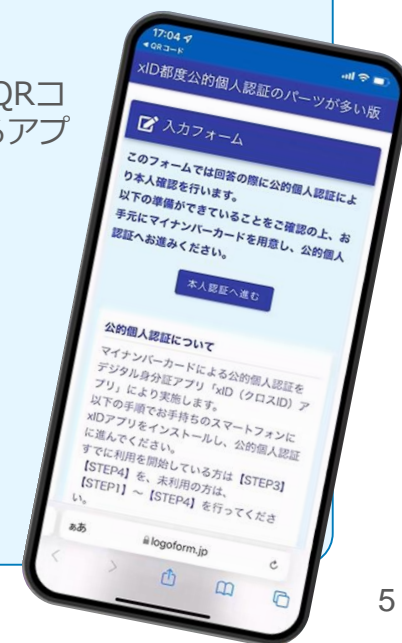 QRコ
るアプ
17:04
◀ QRコード
xID都度公的個人認証のパーツが多い版
入力フォーム
このフォームでは回答の際に公的個人認証によ
り本人確認を行います。
以下の準備ができていることをご確認の上、お
手元にマイナンバーカードを用意し、公的個人
認証へお進みください。
本人認証へ進む
公的個人認証について
マイナンバーカードによる公的個人認証を
デジタル身分証アプリ「xID（クロスID）ア
プリ」により実施します。
以下の手順でお手持ちのスマートフォンに
xIDアプリをインストールし、公的個人認証
に進んでください。
すでに利用を開始している方は【STEP3】
【STEP4】を、未利用の方は、
【STEP1】～【STEP4】を行ってくださ
い。
ぁあ
logoform.jp
5